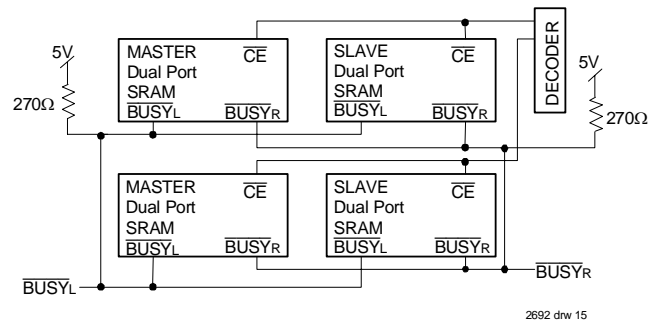 MASTER
Dual Port
SRAM
BUSYL
CE
BUSYR
SLAVE
Dual Port
SRAM
BUSYL
CE
BUSYR
DECODER
5V
270Ω
5V
270Ω
MASTER
Dual Port
SRAM
BUSYL
CE
BUSYR
SLAVE
Dual Port
SRAM
BUSYL
CE
BUSYR
BUSYL
BUSYR
2692 drw 15